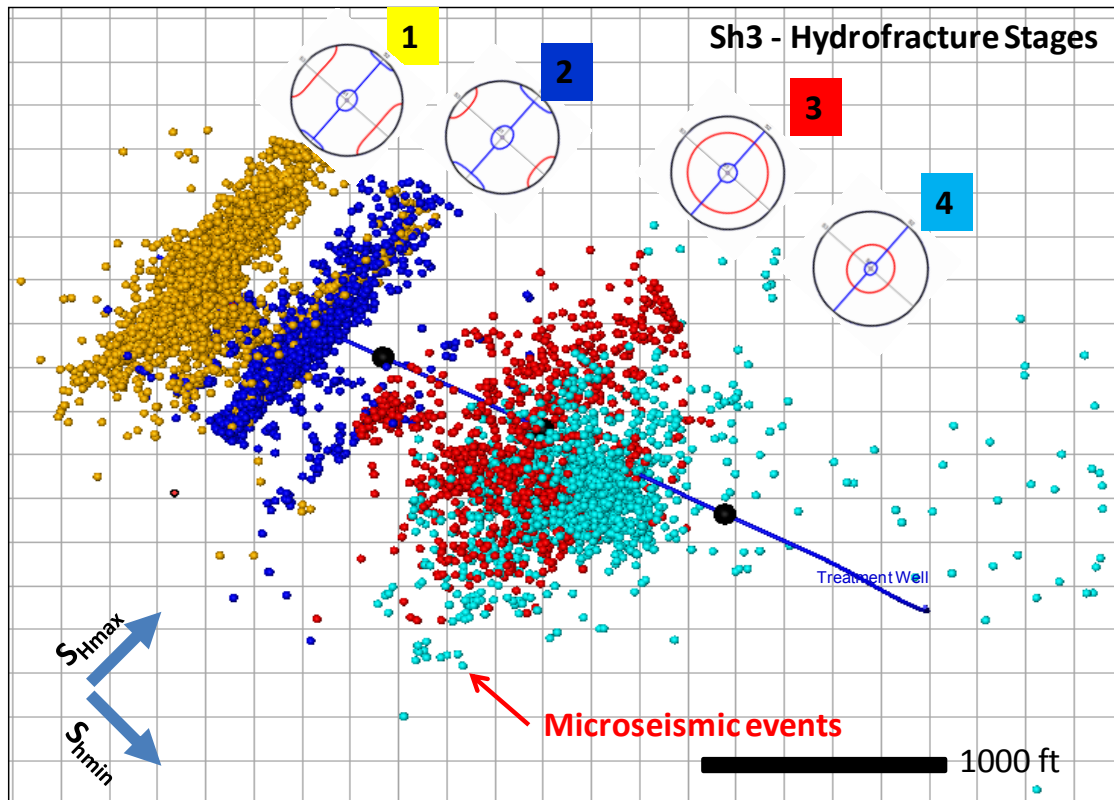 Sh3 - Hydrofracture Stages
1
2
3
4
Treatment Well
SHmax
Shmin
Microseismic events
1000 ft